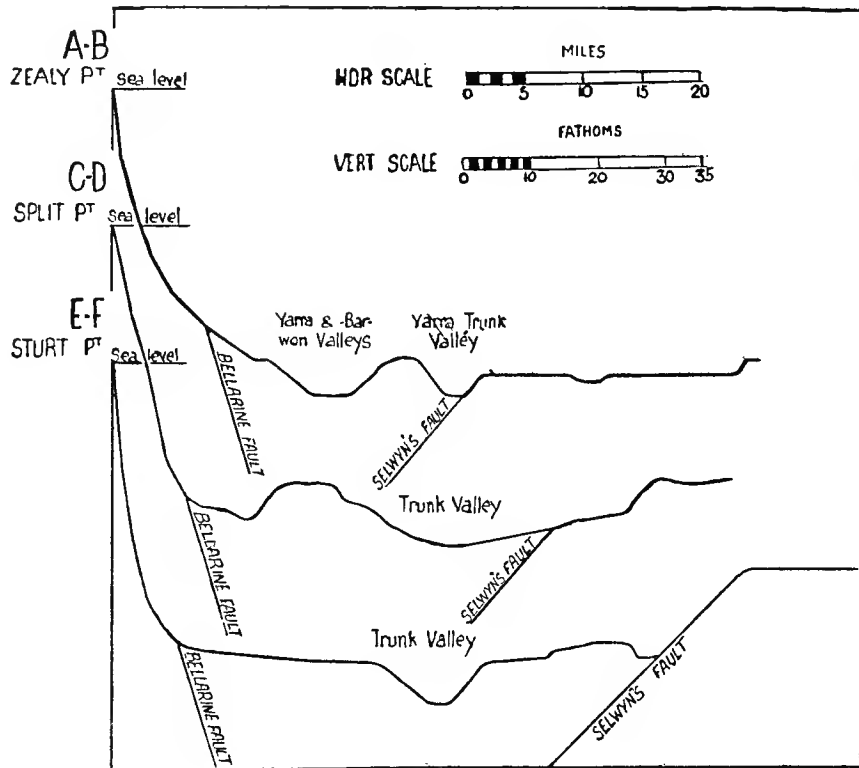 A-B
ZEALY PT
Sea level
MILES
HOR SCALE
0 5 10 15 20
FATHOMS
VERT SCALE
0 10 20 30 35
C-D
SPLIT PT
Sea level
E-F
STURT PT
Sea level
Yarra & Bar-
won Valleys
Yarra Trunk
Valley
BELLARINE FAULT
SELWYN'S FAULT
Trunk Valley
BELLARINE FAULT
SELWYN'S FAULT
Trunk Valley
BELLARINE FAULT
SELWYN'S FAULT